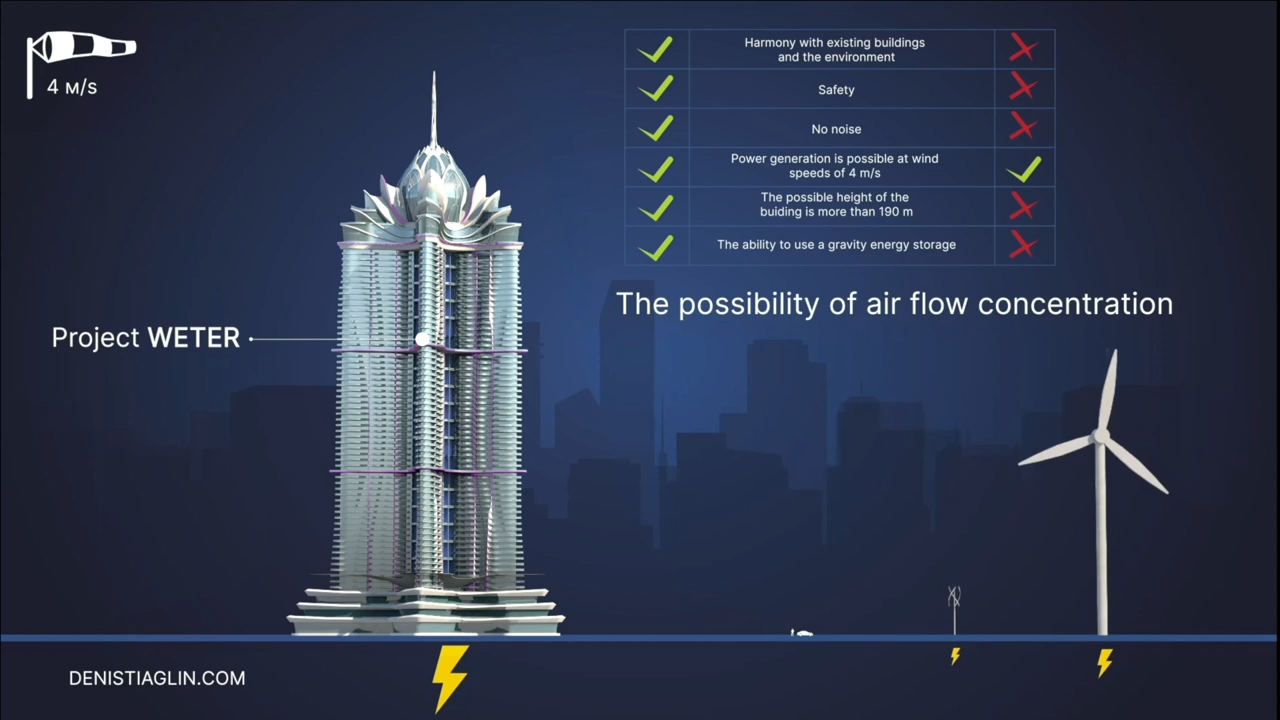 4 м/s
Harmony with existing buildings
and the environment
Safety
No noise
Power generation is possible at wind
speeds of 4 m/s
The possible height of the
buiding is more than 190 m
The ability to use a gravity energy storage
The possibility of air flow concentration
Project WETER
DENISTIAGLIN.COM